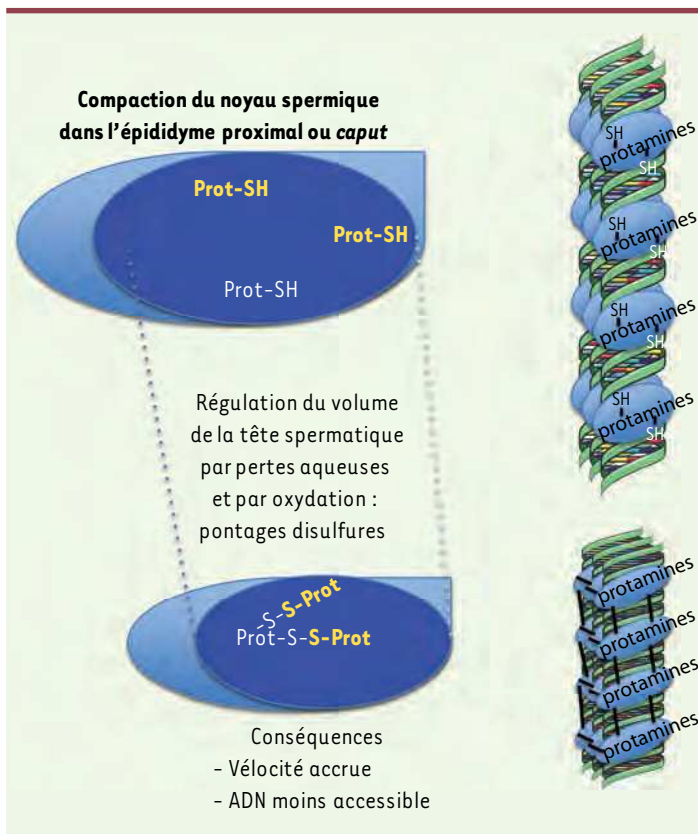 Compaction du noyau spermique
dans l'épididyme proximal ou caput
Prot-SH
Prot-SH
Prot-SH
Régulation du volume
de la tête spermatique
par pertes aqueuses
et par oxydation :
pontages disulfures
-S-S-Prot
Prot-S-S-Prot
Conséquences
- Vélocité accrue
- ADN moins accessible
SH
protamines
SH
SH
protamines
SH
SH
protamines
SH
SH
protamines
SH
protamines
protamines
protamines
protamines